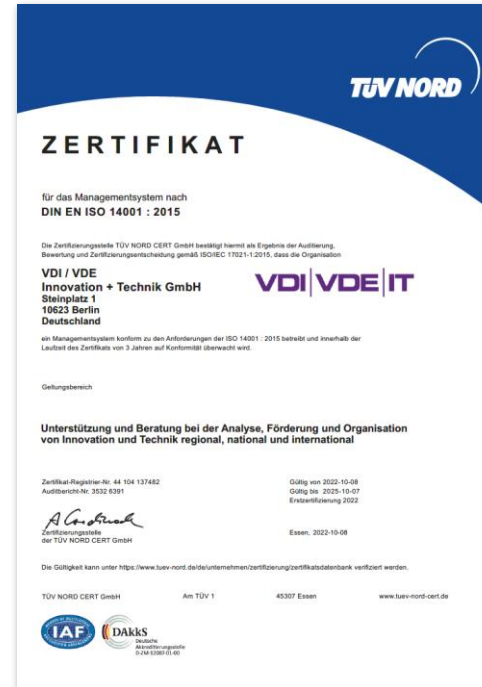 TÜV NORD
ZERTIFIKAT
für das Managementsystem nach
DIN EN ISO 14001 : 2015
Die Zertifizierungsstelle TÜV NORD CERT GmbH bestätigt hiermit als Ergebnis der Auditierung,
Bewertung und Zertifizierungsentscheidung gemäß ISO/IEC 17021-1:2015, dass die Organisation
VDI / VDE
Innovation + Technik GmbH
Steinplatz 1
10623 Berlin
Deutschland
VDI|VDE|IT
ein Managementsystem konform zu den Anforderungen der ISO 14001 : 2015 betreibt und innerhalb der
Laufzeit des Zertifikats von 3 Jahren auf Konformität überwacht wird.
Geltungsbereich
Unterstützung und Beratung bei der Analyse, Förderung und Organisation
von Innovation und Technik regional, national und international
Zertifikat-Registrier-Nr. 44 104 137482
Auditbericht-Nr. 3532 6391
Gültig von 2022-10-08
Gültig bis 2025-10-07
Erstzertifizierung 2022
Zertifizierungsstelle
der TÜV NORD CERT GmbH
Essen, 2022-10-08
Die Gültigkeit kann unter https://www.tuev-nord.de/de/unternehmen/zertifizierung/zertifikatsdatenbank verifiziert werden.
TÜV NORD CERT GmbH Am TÜV 1 45307 Essen www.tuev-nord-cert.de
IAF
DAkkS
Deutsche
Akkreditierungsstelle
D-ZM-12007-01-00